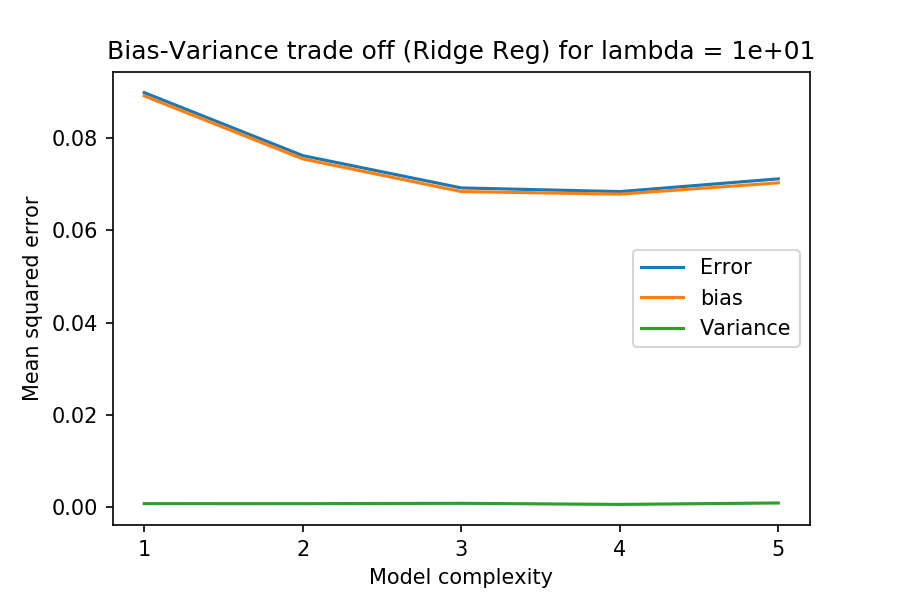 Bias-Variance trade off (Ridge Reg) for lambda = 1e+01
Mean squared error
0.08
0.06
0.04
0.02
0.00
Error
bias
Variance
1 2 3 4 5
Model complexity